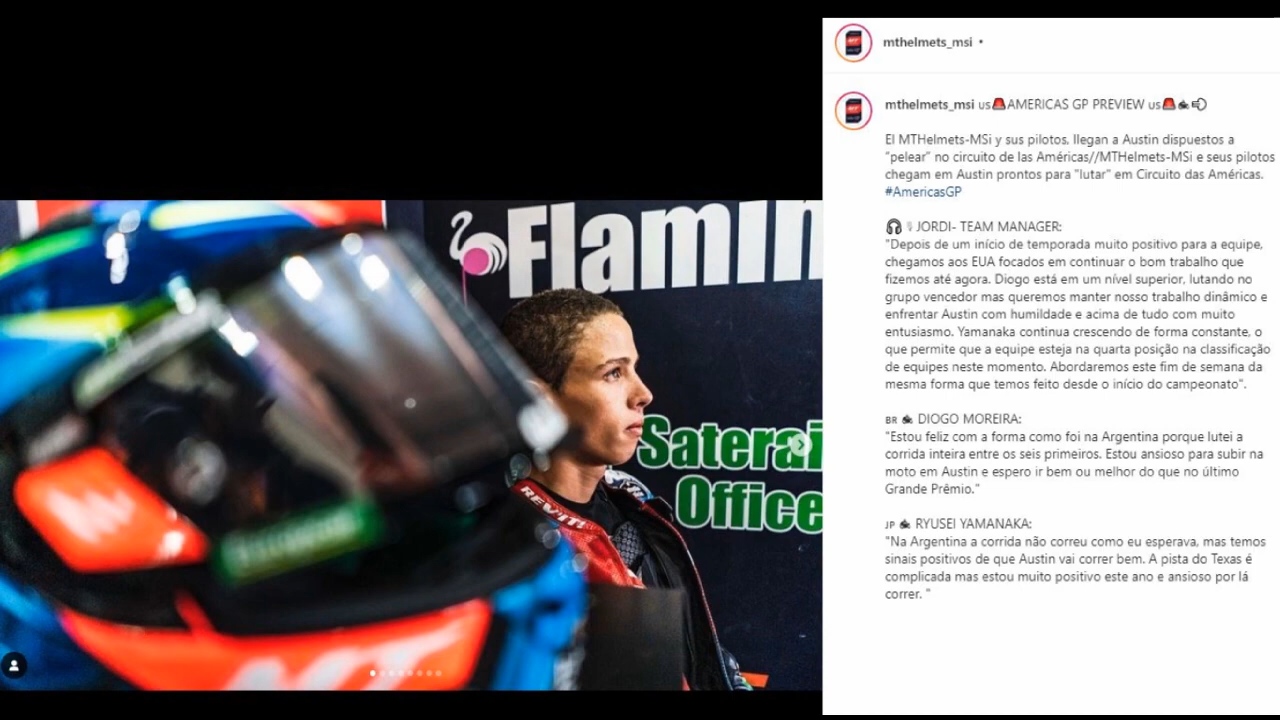 mthelmets_msi •
mthelmets_msi us🚨AMERICAS GP PREVIEW us🚨🏍💨
El MTHelmets-MSi y sus pilotos, llegan a Austin dispuestos a
"pelear" no circuito de las Américas//MTHelmets-MSi e seus pilotos
chegam em Austin prontos para "lutar" em Circuito das Américas.
#AmericasGP
🎧🎙JORDI- TEAM MANAGER:
"Depois de um início de temporada muito positivo para a equipe,
chegamos aos EUA focados em continuar o bom trabalho que
fizemos até agora. Diogo está em um nível superior, lutando no
grupo vencedor mas queremos manter nosso trabalho dinâmico e
enfrentar Austin com humildade e acima de tudo com muito
entusiasmo. Yamanaka continua crescendo de forma constante, o
que permite que a equipe esteja na quarta posição na classificação
de equipes neste momento. Abordaremos este fim de semana da
mesma forma que temos feito desde o início do campeonato".
BR 🏍 DIOGO MOREIRA:
"Estou feliz com a forma como foi na Argentina porque lutei a
corrida inteira entre os seis primeiros. Estou ansioso para subir na
moto em Austin e espero ir bem ou melhor do que no último
Grande Prêmio."
JP 🏍 RYUSEI YAMANAKA:
"Na Argentina a corrida não correu como eu esperava, mas temos
sinais positivos de que Austin vai correr bem. A pista do Texas é
complicada mas estou muito positivo este ano e ansioso por lá
correr. "
Flamin
Saterai
Office
REV'IT!